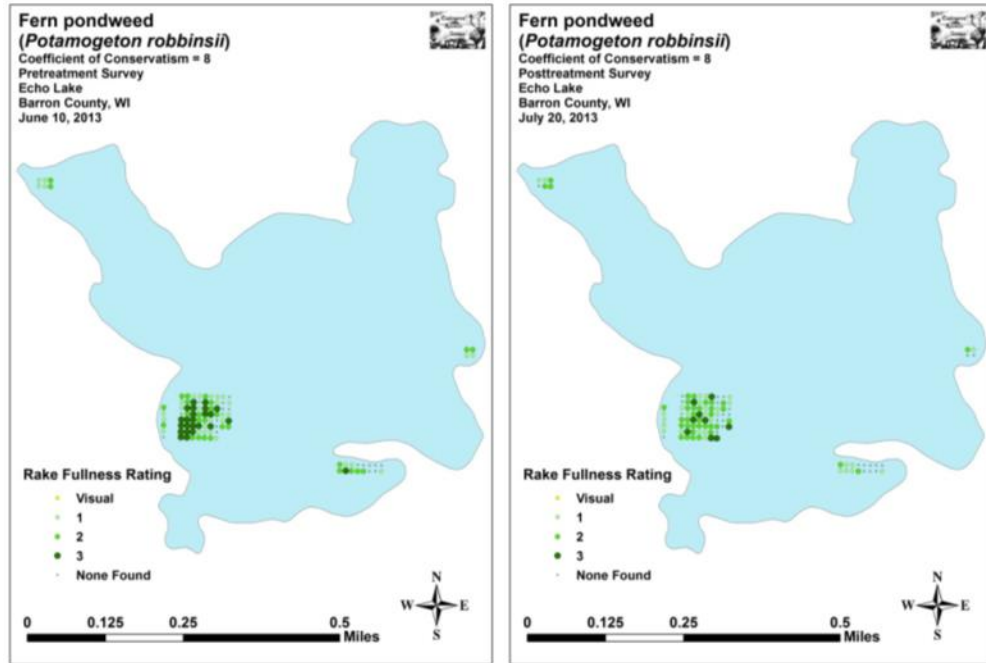 Fern pondweed
(Potamogeton robbinsii)
Coefficient of Conservatism = 8
Pretreatment Survey
Echo Lake
Barron County, WI
June 10, 2013
Rake Fullness Rating
Visual
1
2
3
None Found
N
W E
S
0 0.125 0.25 0.5
Miles
Fern pondweed
(Potamogeton robbinsii)
Coefficient of Conservatism = 8
Posttreatment Survey
Echo Lake
Barron County, WI
July 20, 2013
Rake Fullness Rating
Visual
1
2
3
None Found
N
W E
S
0 0.125 0.25 0.5
Miles